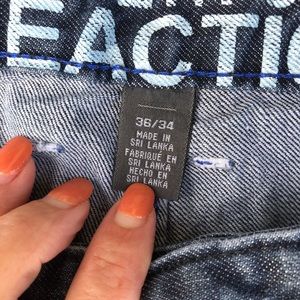 EACTIO
36/34
MADE IN
SRI LANKA
FABRIQUE EN
SRI LANKA
HECHO EN
SRI LANKA